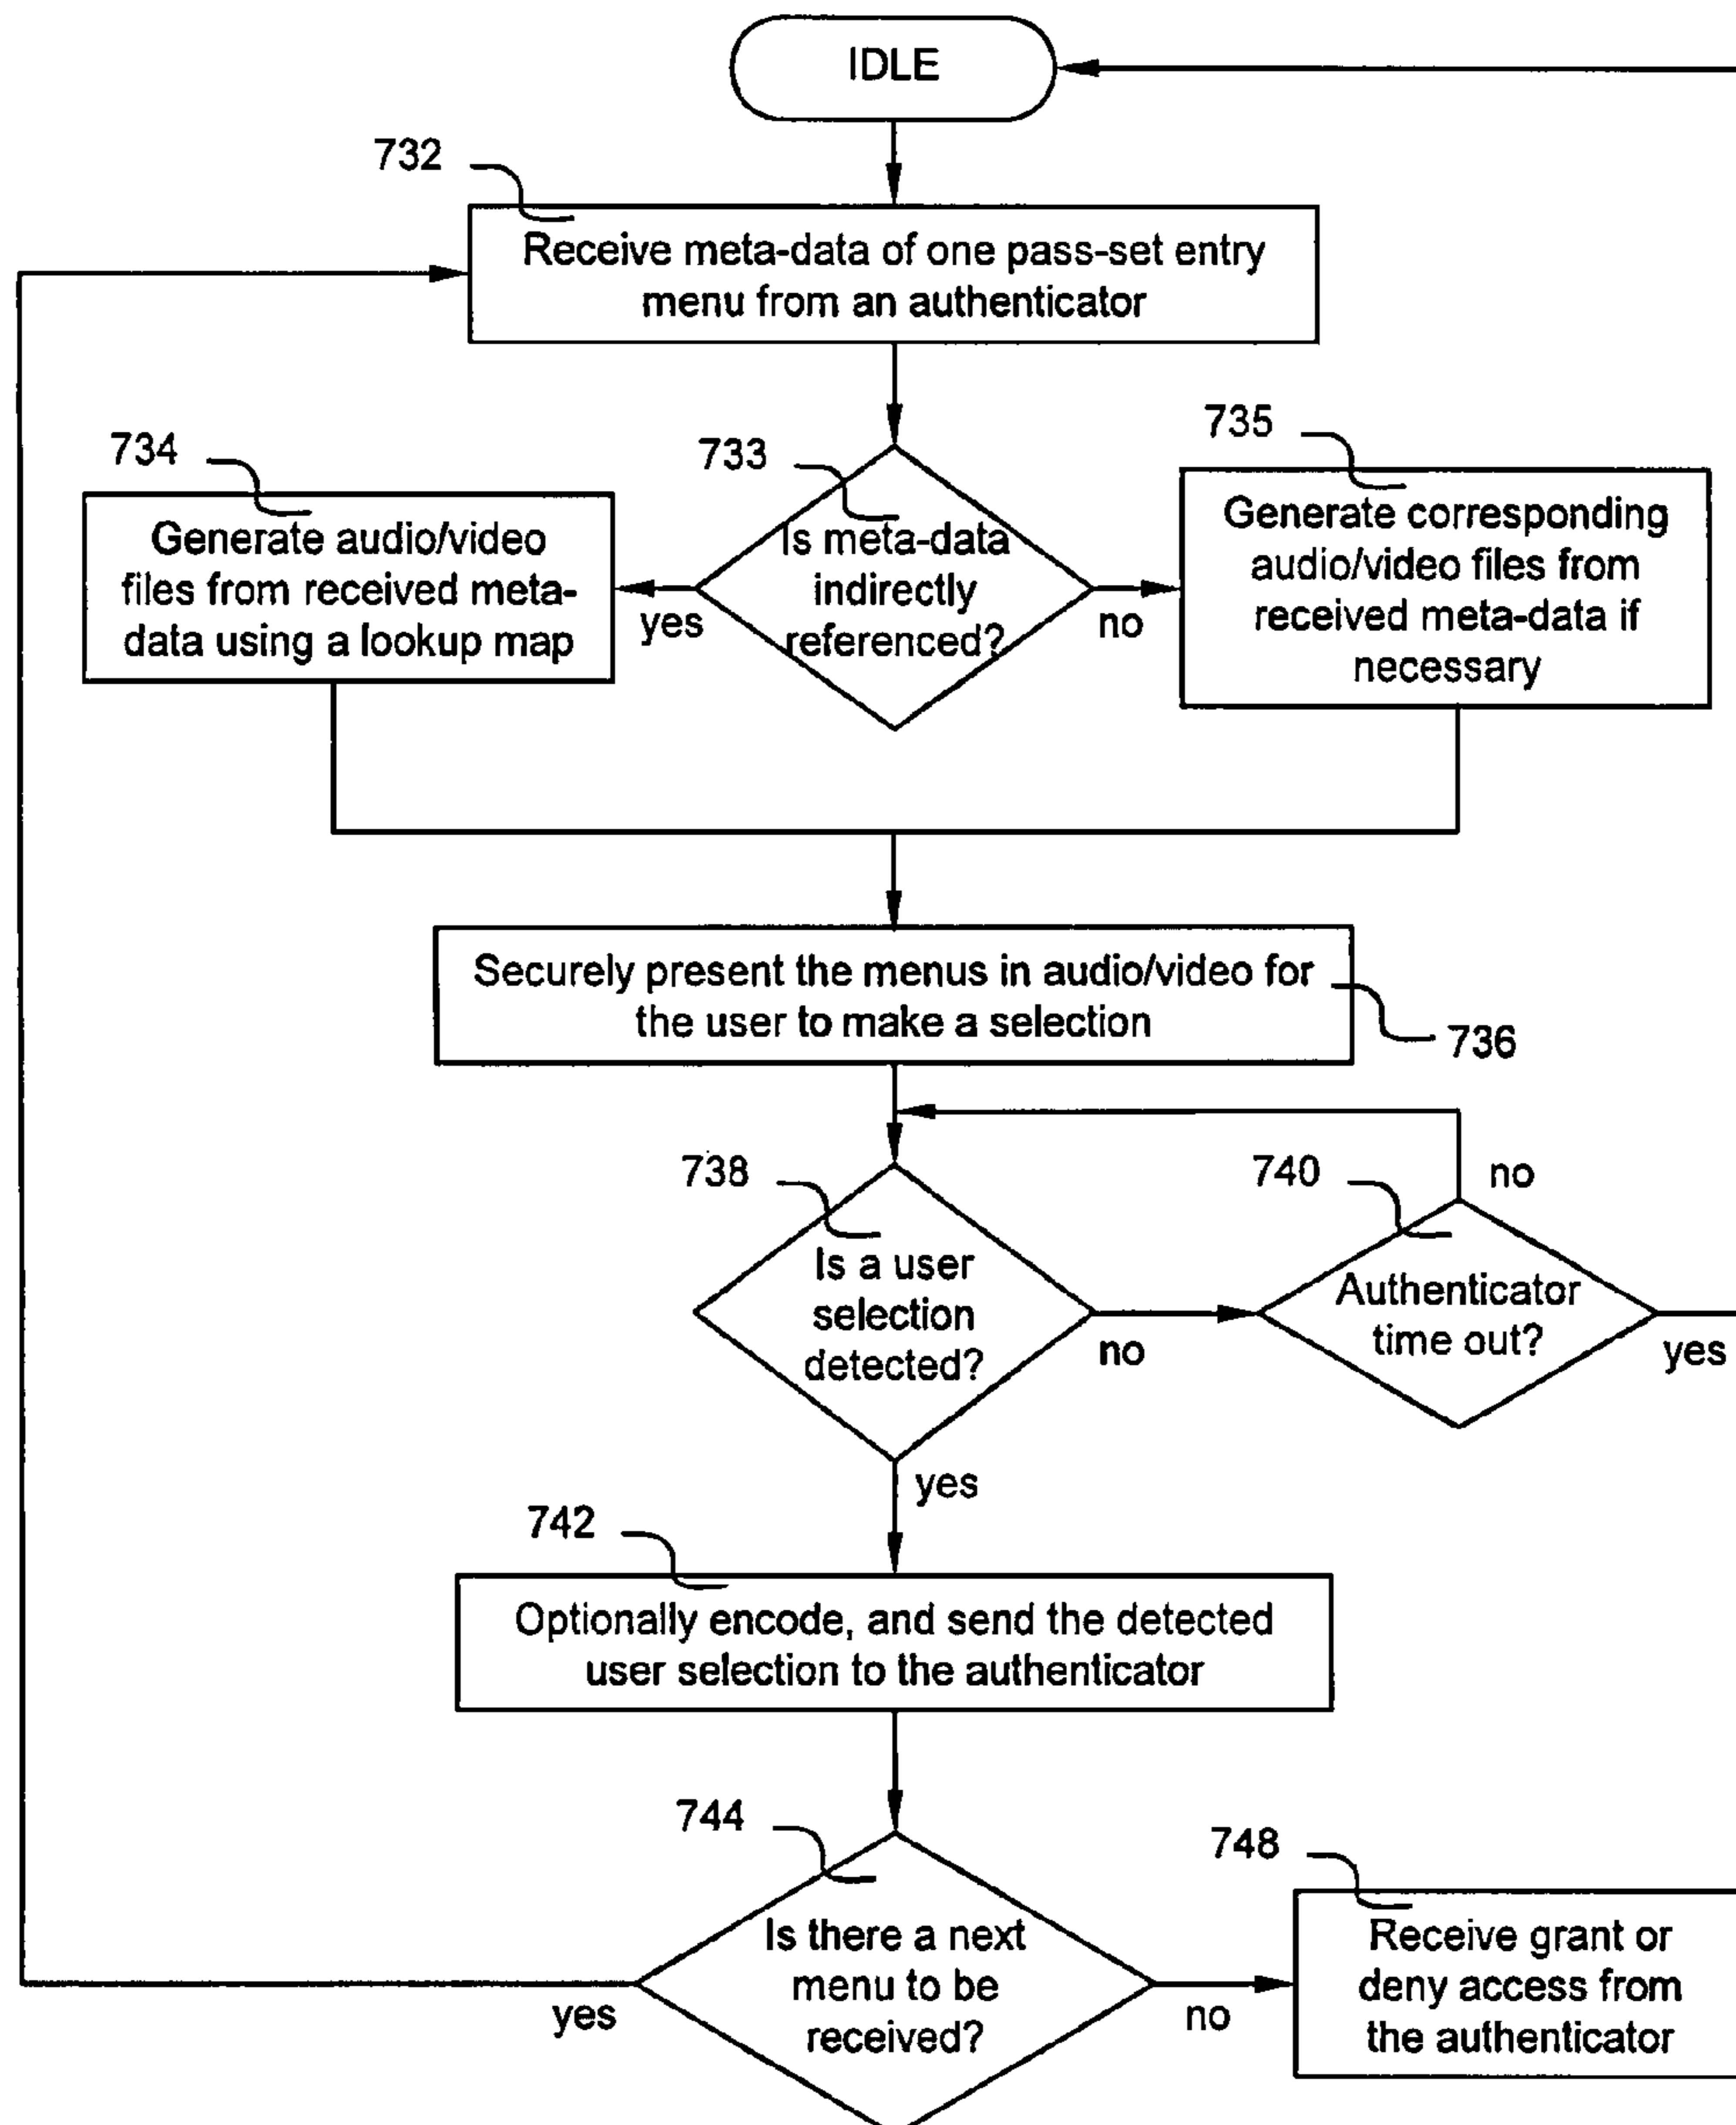 IDLE
732
Receive meta-data of one pass-set entry
menu from an authenticator
734
733
735
Generate audio/video
files from received meta-
data using a lookup map
Is meta-data
indirectly
referenced?
yes
no
Generate corresponding
audio/video files from
received meta-data if
necessary
Securely present the menus in audio/video for
the user to make a selection
736
738
740
no
Is a user
selection
detected?
no
Authenticator
time out?
yes
yes
742
Optionally encode, and send the detected
user selection to the authenticator
744
748
Is there a next
menu to be
received?
yes
no
Receive grant or
deny access from
the authenticator